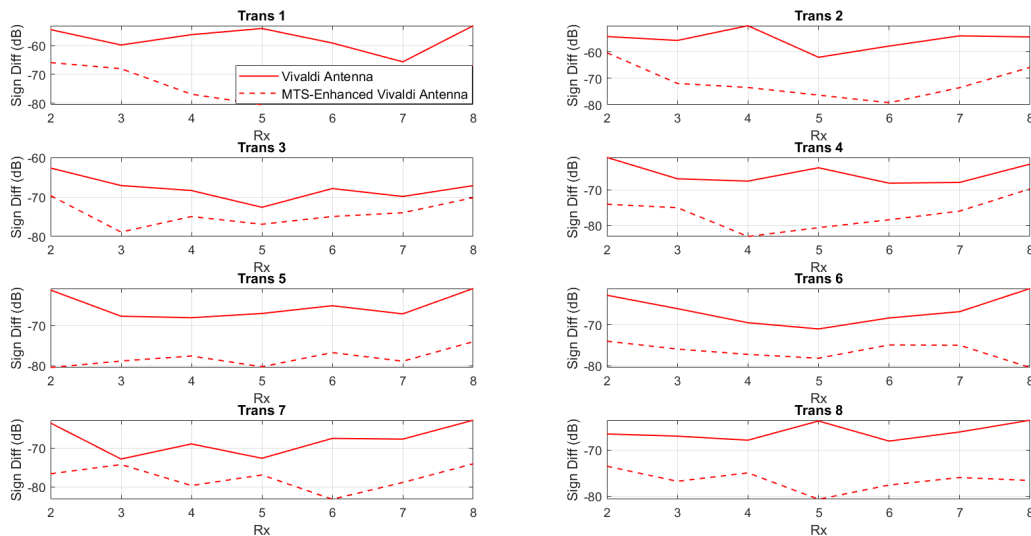 Trans 1
Sign Diff (dB)
-60
-70
-80
2 3 4 5 6 7 8
Rx
Vivaldi Antenna
MTS-Enhanced Vivaldi Antenna
Trans 2
Sign Diff (dB)
-60
-70
-80
2 3 4 5 6 7 8
Rx
Trans 3
Sign Diff (dB)
-60
-70
-80
2 3 4 5 6 7 8
Rx
Trans 4
Sign Diff (dB)
-70
-80
2 3 4 5 6 7 8
Rx
Trans 5
Sign Diff (dB)
-70
-80
2 3 4 5 6 7 8
Rx
Trans 6
Sign Diff (dB)
-70
-80
2 3 4 5 6 7 8
Rx
Trans 7
Sign Diff (dB)
-70
-80
2 3 4 5 6 7 8
Rx
Trans 8
Sign Diff (dB)
-70
-80
2 3 4 5 6 7 8
Rx